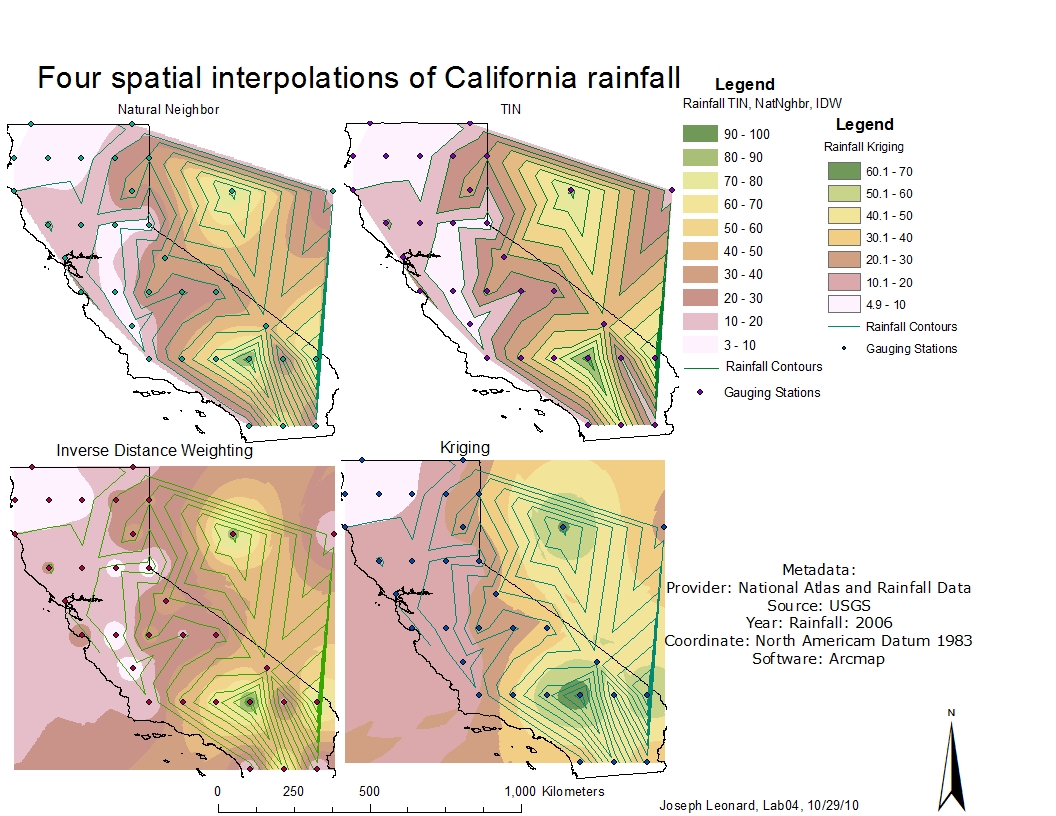 Four spatial interpolations of California rainfall
Natural Neighbor
TIN
Legend
Rainfall TIN, NatNghbr, IDW
90 - 100
80 - 90
70 - 80
60 - 70
50 - 60
40 - 50
30 - 40
20 - 30
10 - 20
3 - 10
Rainfall Contours
Gauging Stations
Legend
Rainfall Kriging
60.1 - 70
50.1 - 60
40.1 - 50
30.1 - 40
20.1 - 30
10.1 - 20
4.9 - 10
Rainfall Contours
Gauging Stations
Inverse Distance Weighting
Kriging
Metadata:
Provider: National Atlas and Rainfall Data
Source: USGS
Year: Rainfall: 2006
Coordinate: North Americam Datum 1983
Software: Arcmap
N
0 250 500 1,000 Kilometers
Joseph Leonard, Lab04, 10/29/10